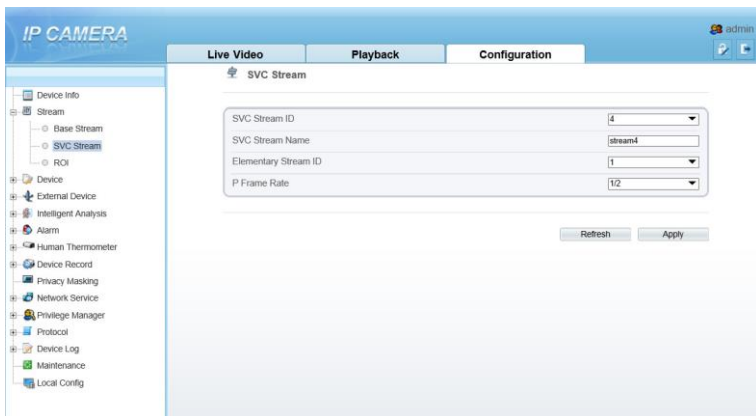 IP CAMERA
admin
Live Video
Playback
Configuration
SVC Stream
Device Info
Stream
Base Stream
SVC Stream
ROI
Device
External Device
Intelligent Analysis
Alarm
Human Thermometer
Device Record
Privacy Masking
Network Service
Privilege Manager
Protocol
Device Log
Maintenance
Local Config
SVC Stream ID
4
SVC Stream Name
stream4
Elementary Stream ID
1
P Frame Rate
1/2
Refresh
Apply